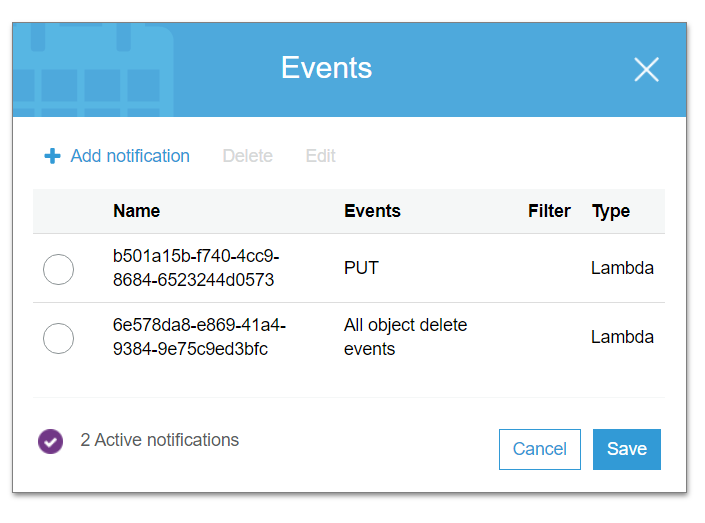 Events
Add notification Delete Edit
Name Events Filter Type
b501a15b-f740-4cc9-
8684-6523244d0573
PUT
Lambda
6e578da8-e869-41a4-
9384-9e75c9ed3bfc
All object delete
events
Lambda
2 Active notifications
Cancel Save